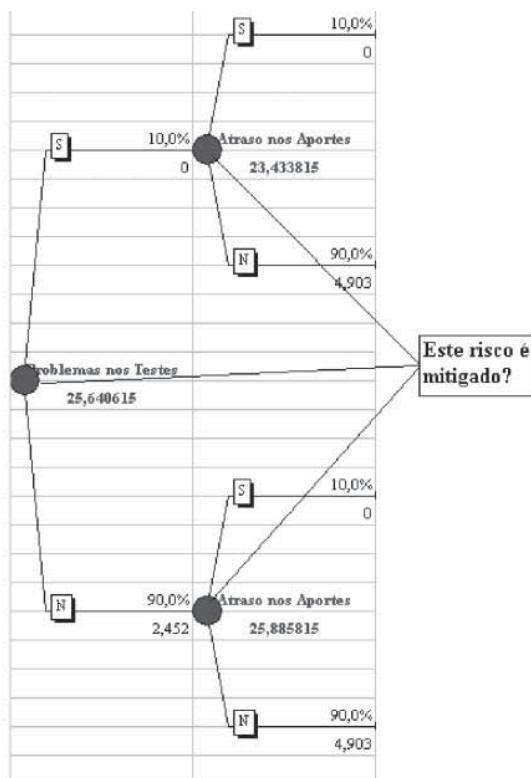 S
10,0%
0
S
10,0%
0
Atraso nos Aportes
23,433815
N
90,0%
4,903
Este risco é
mitigado?
Problemas nos Testes
25,640615
S
10,0%
0
N
90,0%
2,452
Atraso nos Aportes
25,885815
N
90,0%
4,903